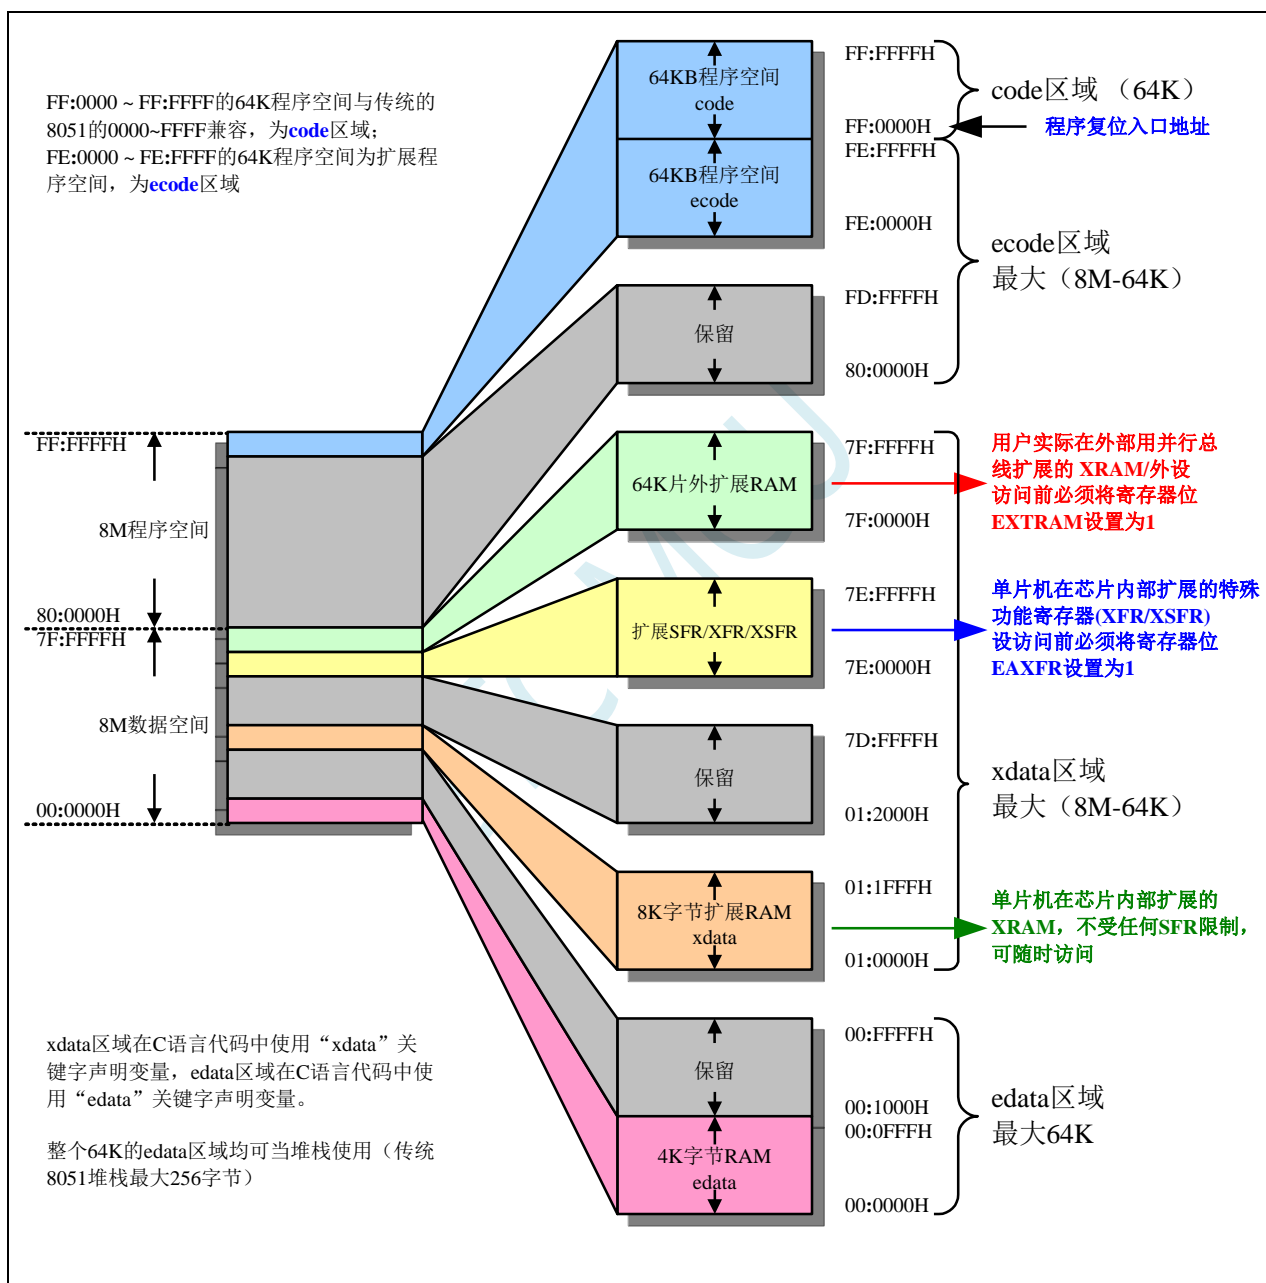 FF:0000 ~ FF:FFFF的64K程序空间与传统的
8051的0000~FFFF兼容，为code区域；
FE:0000 ~ FE:FFFF的64K程序空间为扩展程
序空间，为ecode区域
64KB程序空间
code
64KB程序空间
ecode
FF:FFFFH
FF:0000H
FE:FFFFH
FE:0000H
code区域 （64K）
程序复位入口地址
ecode区域
最大（8M-64K）
保留
FD:FFFFH
80:0000H
FF:FFFFH
8M程序空间
80:0000H
7F:FFFFH
8M数据空间
00:0000H
64K片外扩展RAM
7F:FFFFH
7F:0000H
用户实际在外部用并行总
线扩展的 XRAM/外设
访问前必须将寄存器位
EXTRAM设置为1
扩展SFR/XFR/XSFR
7E:FFFFH
7E:0000H
单片机在芯片内部扩展的特殊
功能寄存器(XFR/XSFR)
设访问前必须将寄存器位
EAXFR设置为1
保留
7D:FFFFH
01:2000H
xdata区域
最大（8M-64K）
8K字节扩展RAM
xdata
01:1FFFH
01:0000H
单片机在芯片内部扩展的
XRAM，不受任何SFR限制，
可随时访问
保留
00:FFFFH
00:1000H
00:0FFFH
4K字节RAM
edata
00:0000H
edata区域
最大64K
xdata区域在C语言代码中使用“xdata”关
键字声明变量，edata区域在C语言代码中使
用“edata”关键字声明变量。
整个64K的edata区域均可当堆栈使用（传统
8051堆栈最大256字节）